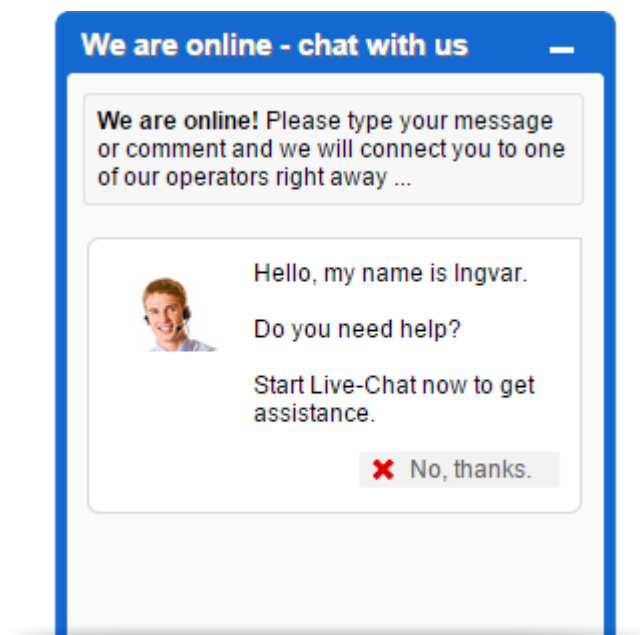 We are online - chat with us
We are online! Please type your message
or comment and we will connect you to one
of our operators right away ...
Hello, my name is Ingvar.
Do you need help?
Start Live-Chat now to get
assistance.
No, thanks.